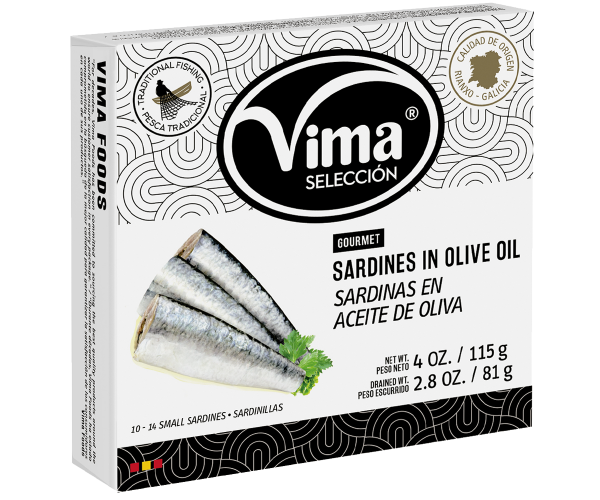 TRADITIONAL FISHING
PESCA TRADICIONAL
Vima®
SELECCIÓN
CALIDAD DE ORIGEN
RIANXO - GALICIA
GOURMET
SARDINES IN OLIVE OIL
SARDINAS EN
ACEITE DE OLIVA
NET WT.
PESO NETO 4 OZ. / 115 g
DRAINED WT.
PESO ESCURRIDO 2.8 OZ. / 81 g
10 - 14 SMALL SARDINES • SARDINILLAS
VIMA FOODS